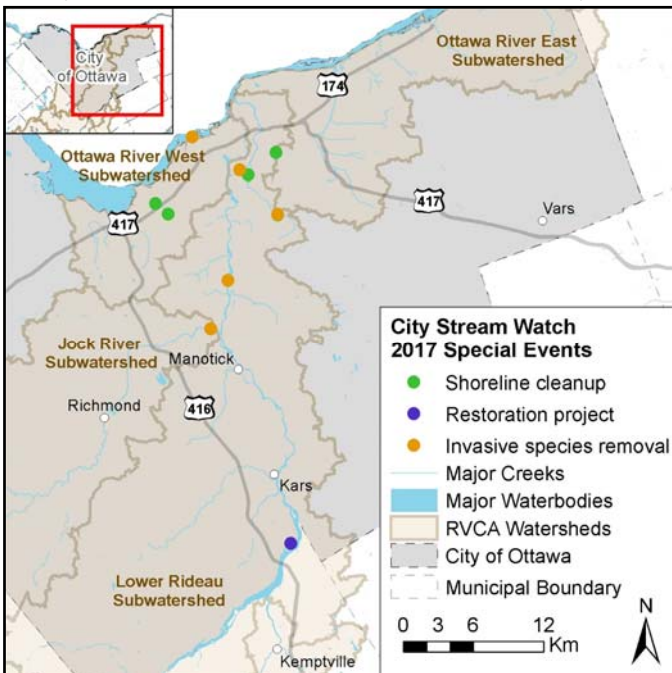 City
of Ottawa
Ottawa River East
Subwatershed
174
Ottawa River West
Subwatershed
417
417
Vars
Jock River
Subwatershed
Manotick
Richmond
416
Kars
Lower Rideau
Subwatershed
Kemptville
City Stream Watch
2017 Special Events
Shoreline cleanup
Restoration project
Invasive species removal
Major Creeks
Major Waterbodies
RVCA Watersheds
City of Ottawa
Municipal Boundary
0 3 6 12
Km
N